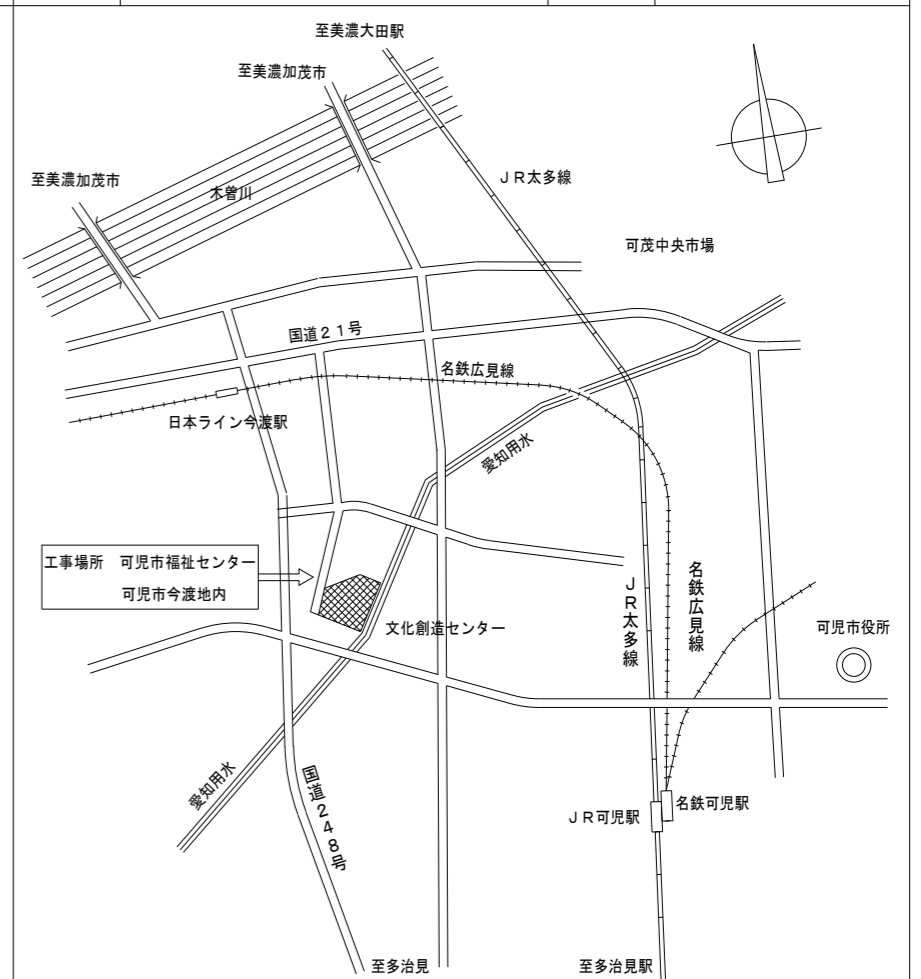 至美濃大田駅
至美濃加茂市
至美濃加茂市
木曽川
ＪＲ太多線
可茂中央市場
国道２１号
名鉄広見線
日本ライン今渡駅
愛知用水
工事場所　可児市福祉センター
可児市今渡地内
文化創造センター
ＪＲ太多線
名鉄広見線
可児市役所
愛知用水
国道２４８号
ＪＲ可児駅
名鉄可児駅
至多治見
至多治見駅